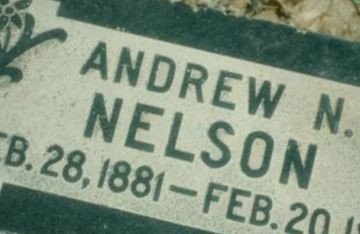 ANDREW N.
NELSON
FEB. 28, 1881 — FEB. 20,